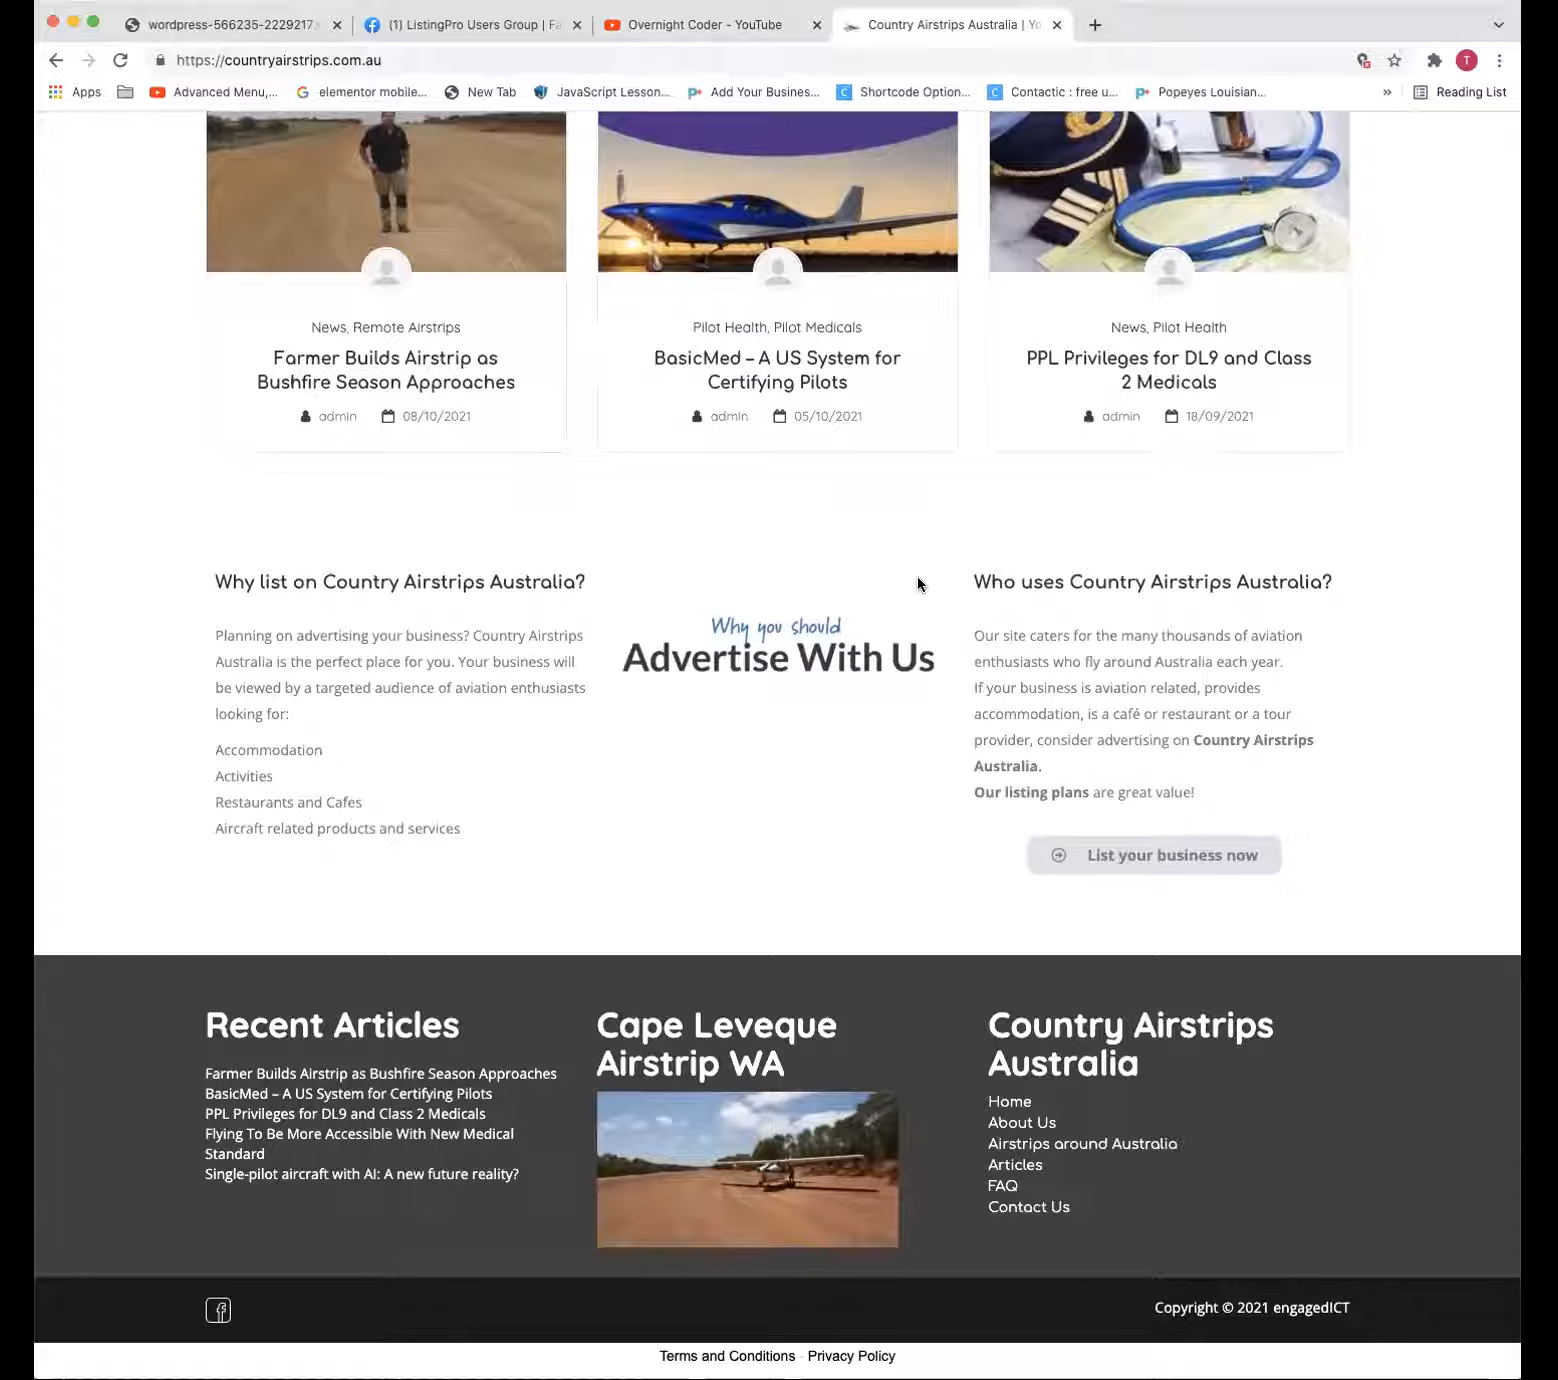 wordpress-566235-2229217.
(1) ListingPro Users Group | Fa
Overnight Coder - YouTube
Country Airstrips Australia | Yo
https://countryairstrips.com.au
T
Apps
Advanced Menu,...
elementor mobile...
New Tab
JavaScript Lesson...
Add Your Busines...
Shortcode Option...
Contactic : free u...
Popeyes Louisian...
»
Reading List
News, Remote Airstrips
Farmer Builds Airstrip as
Bushfire Season Approaches
admin 08/10/2021
Pilot Health, Pilot Medicals
BasicMed – A US System for
Certifying Pilots
admin 05/10/2021
News, Pilot Health
PPL Privileges for DL9 and Class
2 Medicals
admin 18/09/2021
Why list on Country Airstrips Australia?
Planning on advertising your business? Country Airstrips
Australia is the perfect place for you. Your business will
be viewed by a targeted audience of aviation enthusiasts
looking for:
Accommodation
Activities
Restaurants and Cafes
Aircraft related products and services
Why you should
Advertise With Us
Who uses Country Airstrips Australia?
Our site caters for the many thousands of aviation
enthusiasts who fly around Australia each year.
If your business is aviation related, provides
accommodation, is a café or restaurant or a tour
provider, consider advertising on Country Airstrips
Australia.
Our listing plans are great value!
List your business now
Recent Articles
Farmer Builds Airstrip as Bushfire Season Approaches
BasicMed – A US System for Certifying Pilots
PPL Privileges for DL9 and Class 2 Medicals
Flying To Be More Accessible With New Medical
Standard
Single-pilot aircraft with AI: A new future reality?
Cape Leveque
Airstrip WA
Country Airstrips
Australia
Home
About Us
Airstrips around Australia
Articles
FAQ
Contact Us
Copyright © 2021 engagedICT
Terms and Conditions - Privacy Policy